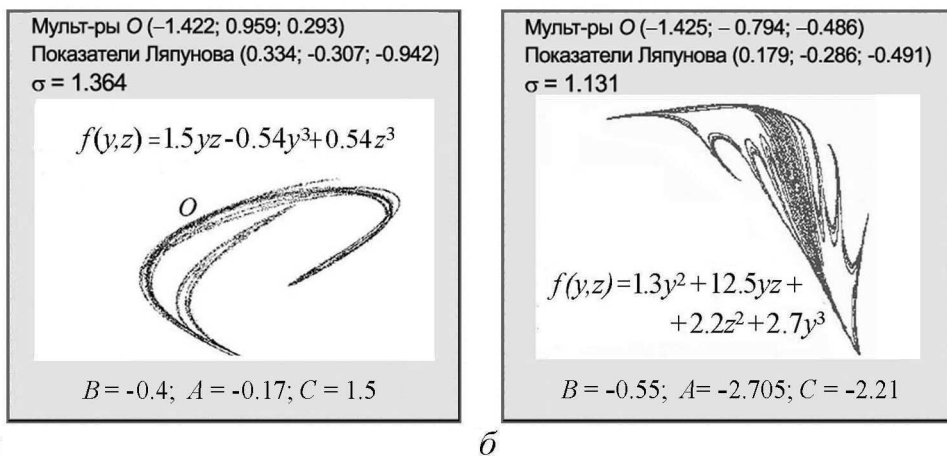 Мульт-ры O (–1.422; 0.959; 0.293)
Показатели Ляпунова (0.334; -0.307; -0.942)
σ = 1.364
f(y,z) =1.5yz-0.54y³+0.54z³
O
B = -0.4; A= -0.17; C = 1.5
Мульт-ры O (–1.425; – 0.794; –0.486)
Показатели Ляпунова (0.179; -0.286; -0.491)
σ = 1.131
f(y,z)=1.3y²+12.5yz+
+2.2z²+2.7y³
B = -0.55; A= -2.705; C = -2.21
б